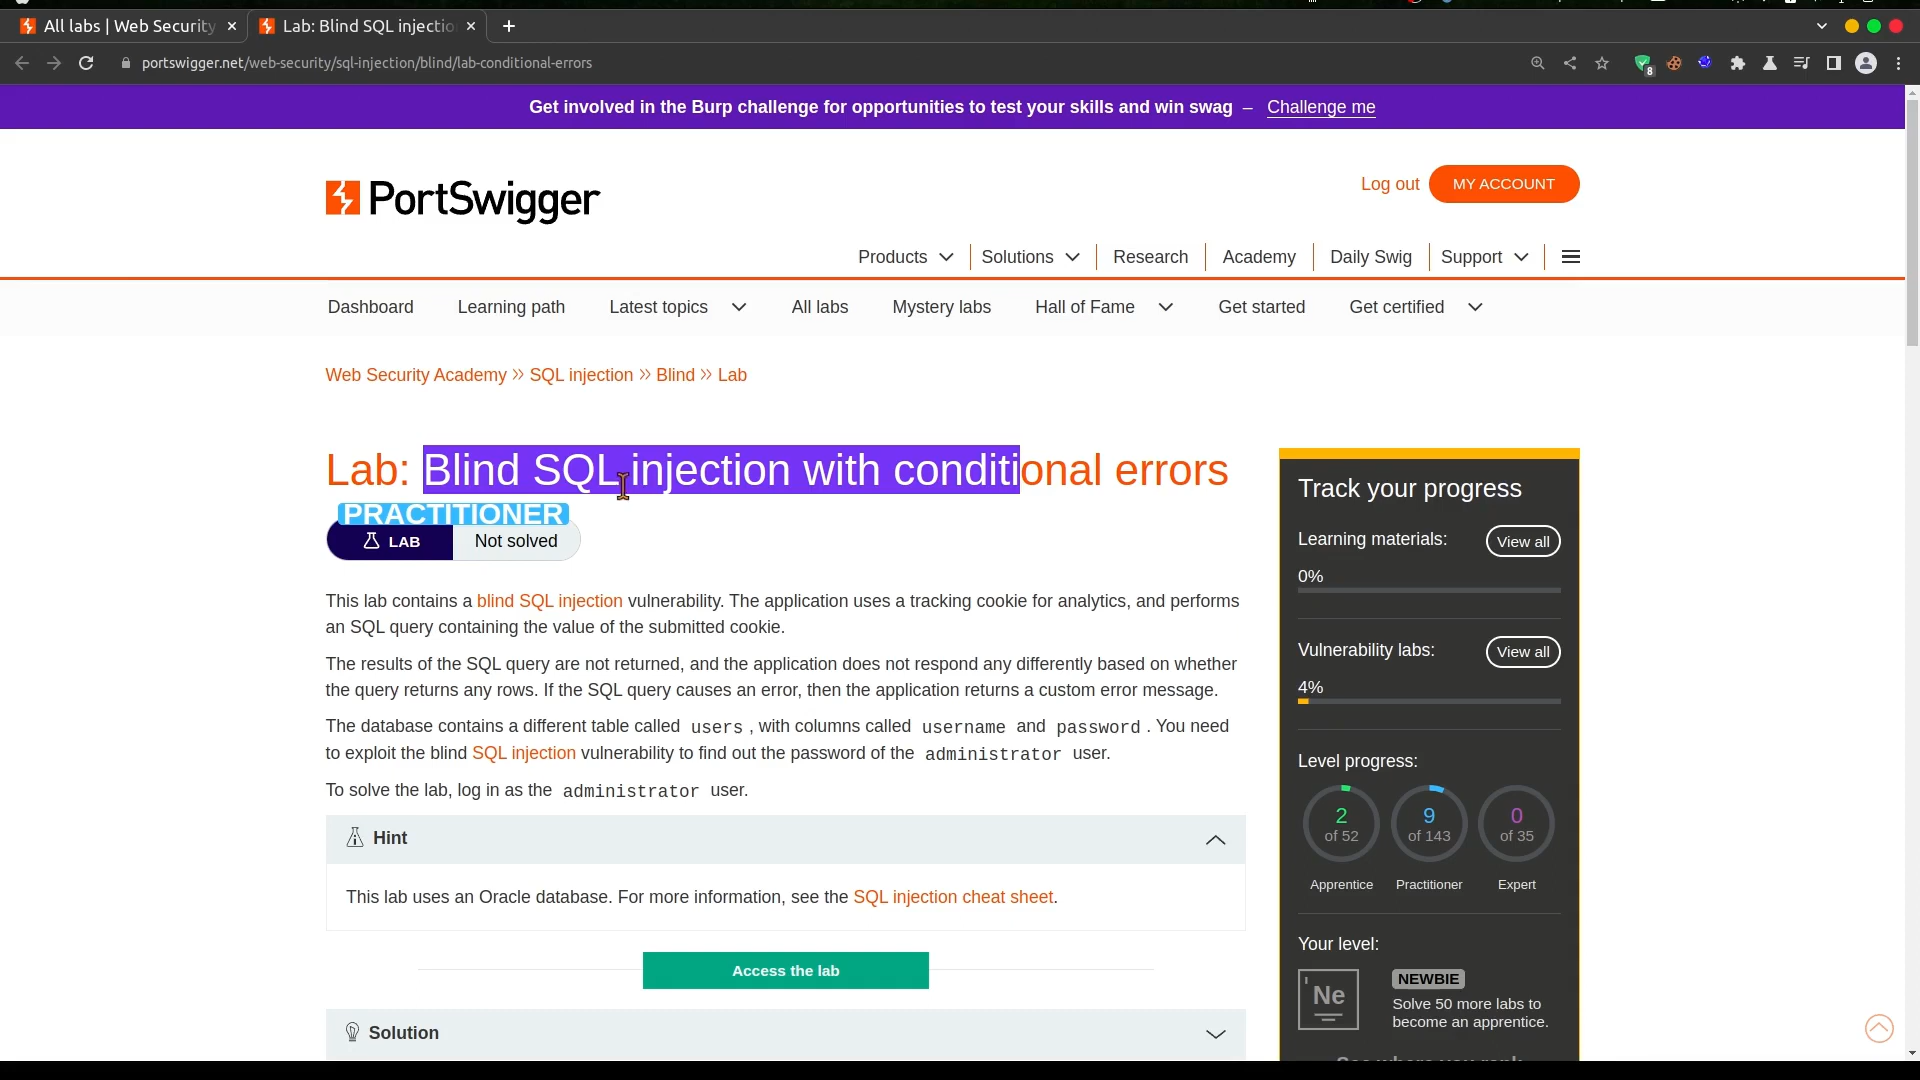 All labs | Web Security
Lab: Blind SQL injectio
portswigger.net/web-security/sql-injection/blind/lab-conditional-errors
8
Get involved in the Burp challenge for opportunities to test your skills and win swag – Challenge me
PortSwigger
Log out
MY ACCOUNT
Products
Solutions
Research
Academy
Daily Swig
Support
Dashboard
Learning path
Latest topics
All labs
Mystery labs
Hall of Fame
Get started
Get certified
Web Security Academy » SQL injection » Blind » Lab
Lab: Blind SQL injection with conditional errors
PRACTITIONER
LAB
Not solved
This lab contains a blind SQL injection vulnerability. The application uses a tracking cookie for analytics, and performs
an SQL query containing the value of the submitted cookie.
The results of the SQL query are not returned, and the application does not respond any differently based on whether
the query returns any rows. If the SQL query causes an error, then the application returns a custom error message.
The database contains a different table called users, with columns called username and password. You need
to exploit the blind SQL injection vulnerability to find out the password of the administrator user.
To solve the lab, log in as the administrator user.
Hint
This lab uses an Oracle database. For more information, see the SQL injection cheat sheet.
Access the lab
Solution
Track your progress
Learning materials:
View all
0%
Vulnerability labs:
View all
4%
Level progress:
2
of 52
9
of 143
0
of 35
Apprentice
Practitioner
Expert
Your level:
Ne
NEWBIE
Solve 50 more labs to
become an apprentice.
See where you rank